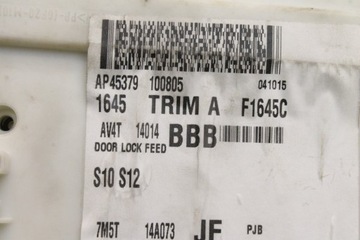 AP45379 100805 041015
1645 TRIM A F1645C
AV4T 14014 BBB
DOOR LOCK FEED
S10 S12
7M5T 14A073 JF PJB